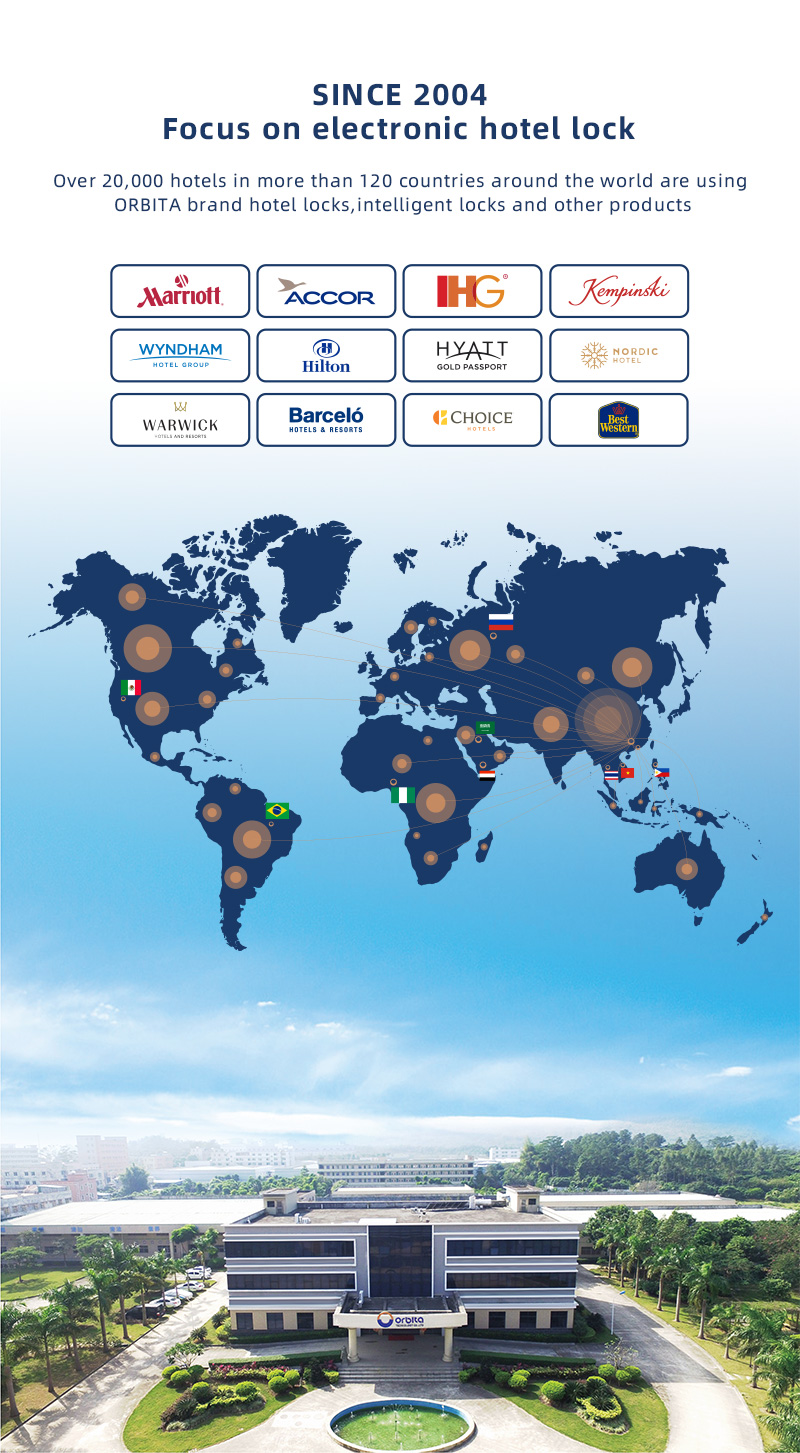 SINCE 2004
Focus on electronic hotel lock
Over 20,000 hotels in more than 120 countries around the world are using
ORBITA brand hotel locks,intelligent locks and other products
Marriott
ACCOR
IHG
Kempinski
WYNDHAM
HOTEL GROUP
Hilton
HYATT
GOLD PASSPORT
NORDIC
HOTEL
WARWICK
HOTELS AND RESORTS
Barceló
HOTELS & RESORTS
CHOICE
HOTELS
Best
Western
orbita